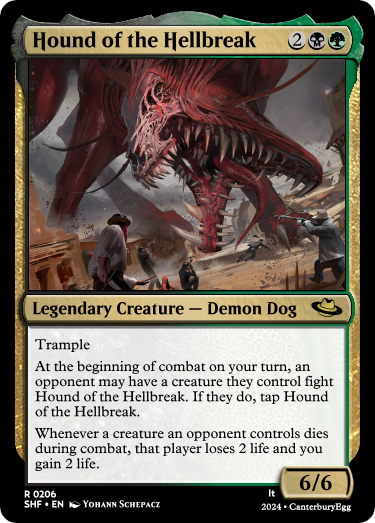 Hound of the Hellbreak 2
Legendary Creature — Demon Dog
Trample
At the beginning of combat on your turn, an
opponent may have a creature they control fight
Hound of the Hellbreak. If they do, tap Hound
of the Hellbreak.
Whenever a creature an opponent controls dies
during combat, that player loses 2 life and you
gain 2 life.
6/6
R 0206 It
SHF • EN Yohann Schepacz 2024 • CanterburyEgg